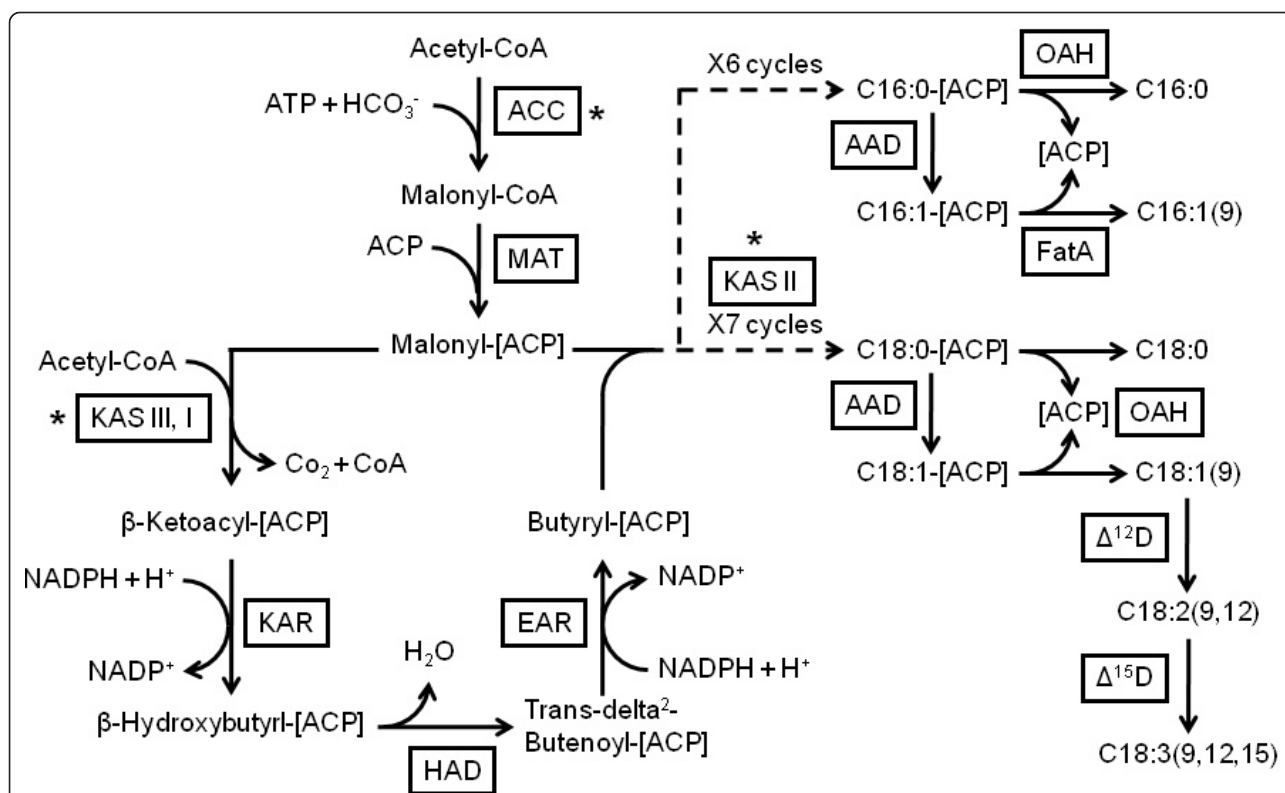 Acetyl-CoA
ATP + HCO₃⁻
ACC *
Malonyl-CoA
ACP
MAT
Malonyl-[ACP]
Acetyl-CoA
* KAS III, I
Co₂ + CoA
β-Ketoacyl-[ACP]
NADPH + H⁺
KAR
NADP⁺
β-Hydroxybutyrl-[ACP]
H₂O
HAD
Trans-delta²-
Butenoyl-[ACP]
NADPH + H⁺
EAR
NADP⁺
Butyryl-[ACP]
X6 cycles
C16:0-[ACP]
OAH
C16:0
AAD
[ACP]
C16:1-[ACP]
C16:1(9)
FatA
*
KAS II
X7 cycles
C18:0-[ACP]
C18:0
AAD
[ACP]
OAH
C18:1-[ACP]
C18:1(9)
Δ¹²D
C18:2(9,12)
Δ¹⁵D
C18:3(9,12,15)